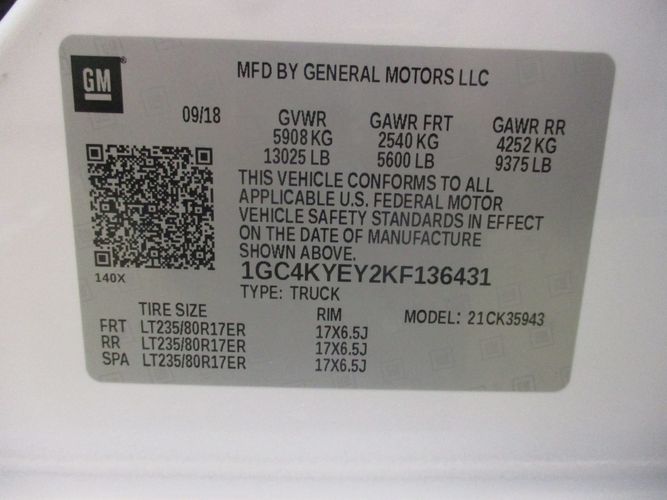 GM
MFD BY GENERAL MOTORS LLC
09/18 GVWR GAWR FRT GAWR RR
5908 KG 2540 KG 4252 KG
13025 LB 5600 LB 9375 LB
THIS VEHICLE CONFORMS TO ALL
APPLICABLE U.S. FEDERAL MOTOR
VEHICLE SAFETY STANDARDS IN EFFECT
ON THE DATE OF MANUFACTURE
SHOWN ABOVE.
1GC4KYEY2KF136431
140X
TYPE: TRUCK
TIRE SIZE RIM MODEL: 21CK35943
FRT LT235/80R17ER 17X6.5J
RR LT235/80R17ER 17X6.5J
SPA LT235/80R17ER 17X6.5J